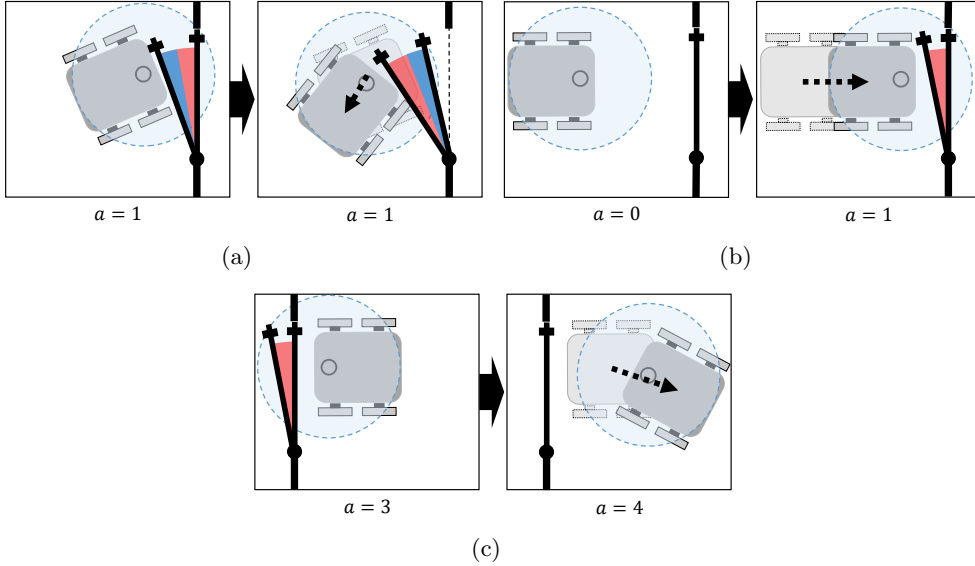 a = 1
a = 1
a = 0
a = 1
(a)
(b)
a = 3
a = 4
(c)